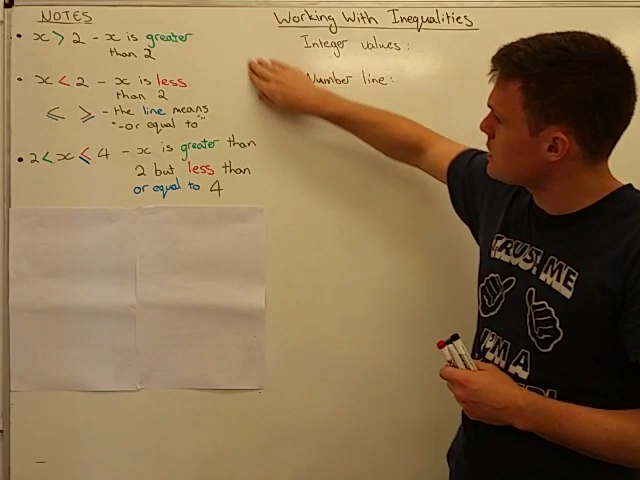 NOTES
• x > 2 - x is greater
than 2
• x < 2 - x is less
than 2
≤ ≥ - the line means
"-or equal to"
• 2 < x ≤ 4 - x is greater than
2 but less than
or equal to 4
Working With Inequalities
Integer values:
Number line:
TRUST ME
I'M A